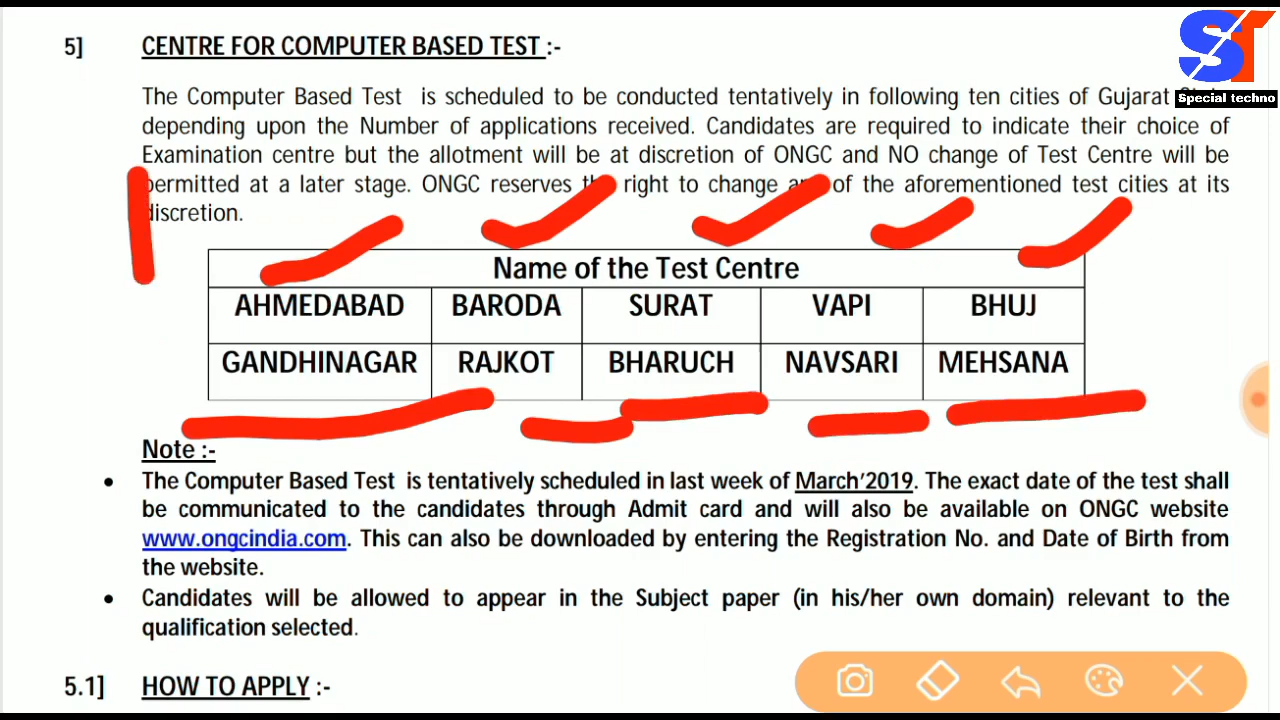 ST
Special techno
5] CENTRE FOR COMPUTER BASED TEST :-
The Computer Based Test is scheduled to be conducted tentatively in following ten cities of Gujarat
depending upon the Number of applications received. Candidates are required to indicate their choice of
Examination centre but the allotment will be at discretion of ONGC and NO change of Test Centre will be
permitted at a later stage. ONGC reserves the right to change any of the aforementioned test cities at its
discretion.
Name of the Test Centre
AHMEDABAD BARODA SURAT VAPI BHUJ
GANDHINAGAR RAJKOT BHARUCH NAVSARI MEHSANA
Note :-
• The Computer Based Test is tentatively scheduled in last week of March'2019. The exact date of the test shall
be communicated to the candidates through Admit card and will also be available on ONGC website
www.ongcindia.com. This can also be downloaded by entering the Registration No. and Date of Birth from
the website.
• Candidates will be allowed to appear in the Subject paper (in his/her own domain) relevant to the
qualification selected.
5.1] HOW TO APPLY :-